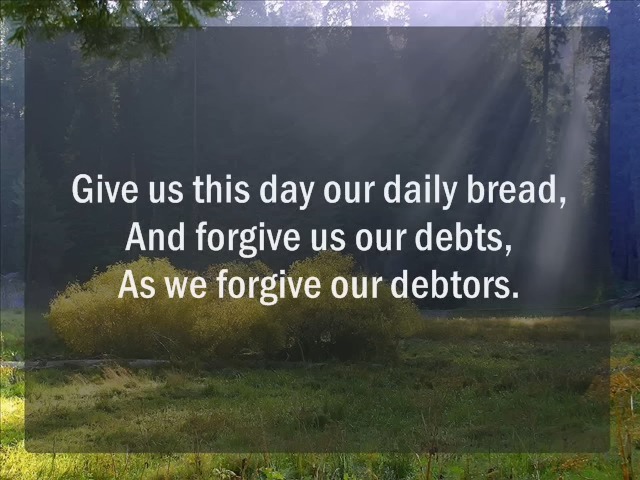 Give us this day our daily bread,
And forgive us our debts,
As we forgive our debtors.